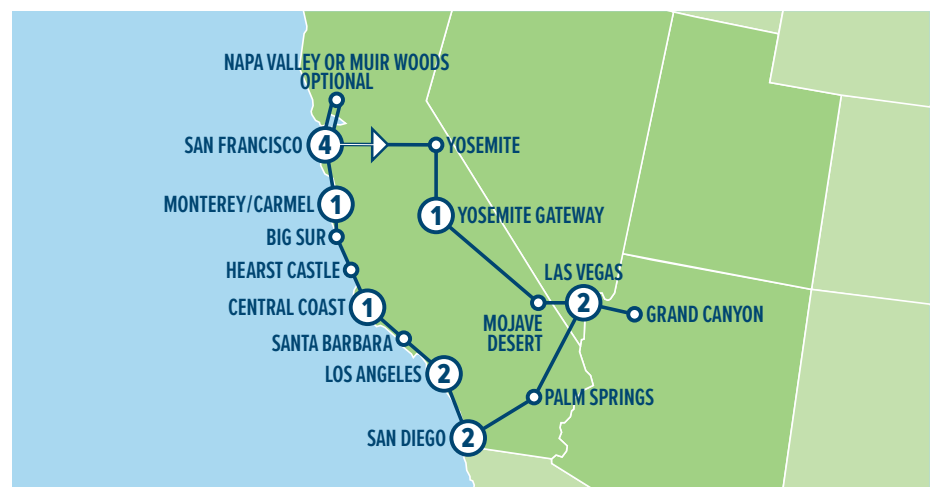 NAPA VALLEY OR MUIR WOODS
OPTIONAL
SAN FRANCISCO
4
YOSEMITE
MONTEREY/CARMEL
1
1
YOSEMITE GATEWAY
BIG SUR
HEARST CASTLE
LAS VEGAS
CENTRAL COAST
1
2
GRAND CANYON
MOJAVE
DESERT
SANTA BARBARA
LOS ANGELES
2
PALM SPRINGS
SAN DIEGO
2